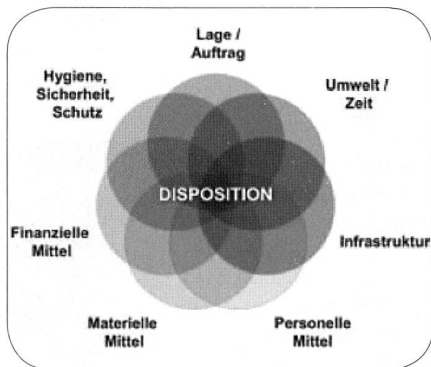 Lage /
Auftrag
Umwelt /
Zeit
Hygiene,
Sicherheit,
Schutz
DISPOSITION
Finanzielle
Mittel
Infrastruktur
Materielle
Mittel
Personelle
Mittel